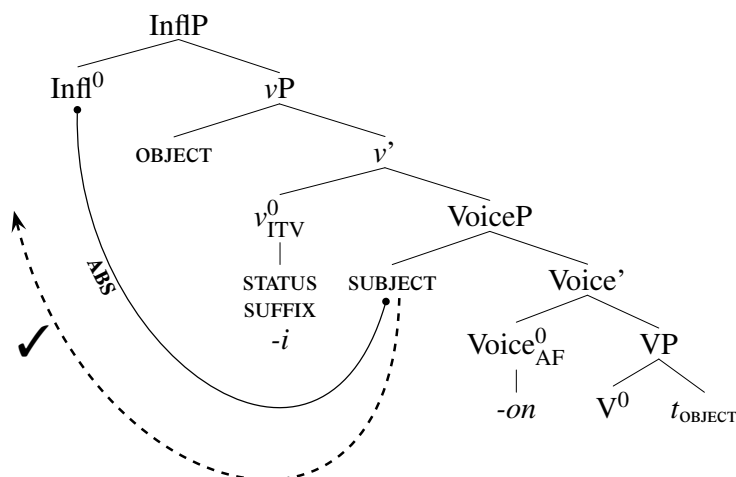 InflP
Infl⁰ vP
OBJECT v’
v⁰ITV VoiceP
STATUS SUFFIX SUBJECT Voice’
-i Voice⁰AF VP
-on V⁰ tOBJECT
ABS
✓